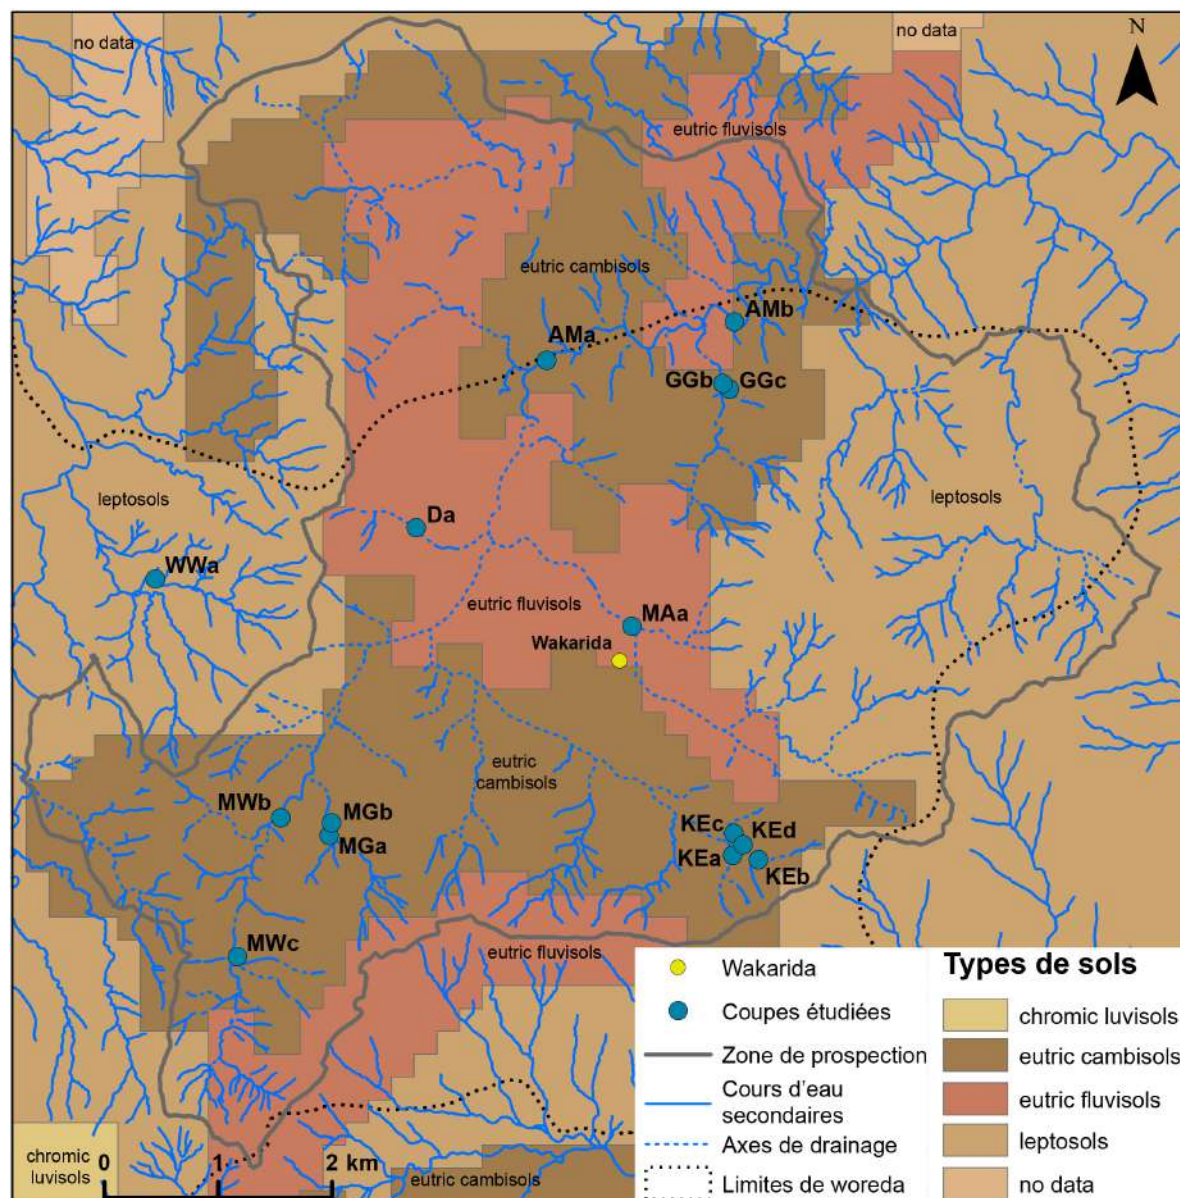 no data
no data
N
eutric fluvisols
eutric cambisols
AMb
AMa
GGb
GGc
leptosols
leptosols
Da
WWa
eutric fluvisols
MAa
Wakarida
eutric
cambisols
MWb
MGb
MGa
KEc
KEd
KEa
KEb
MWc
eutric fluvisols
chromic
luvisols
0
1
2 km
eutric cambisols
Wakarida
Coupes étudiées
Zone de prospection
Cours d'eau
secondaires
Axes de drainage
Limites de woreda
Types de sols
chromic luvisols
eutric cambisols
eutric fluvisols
leptosols
no data